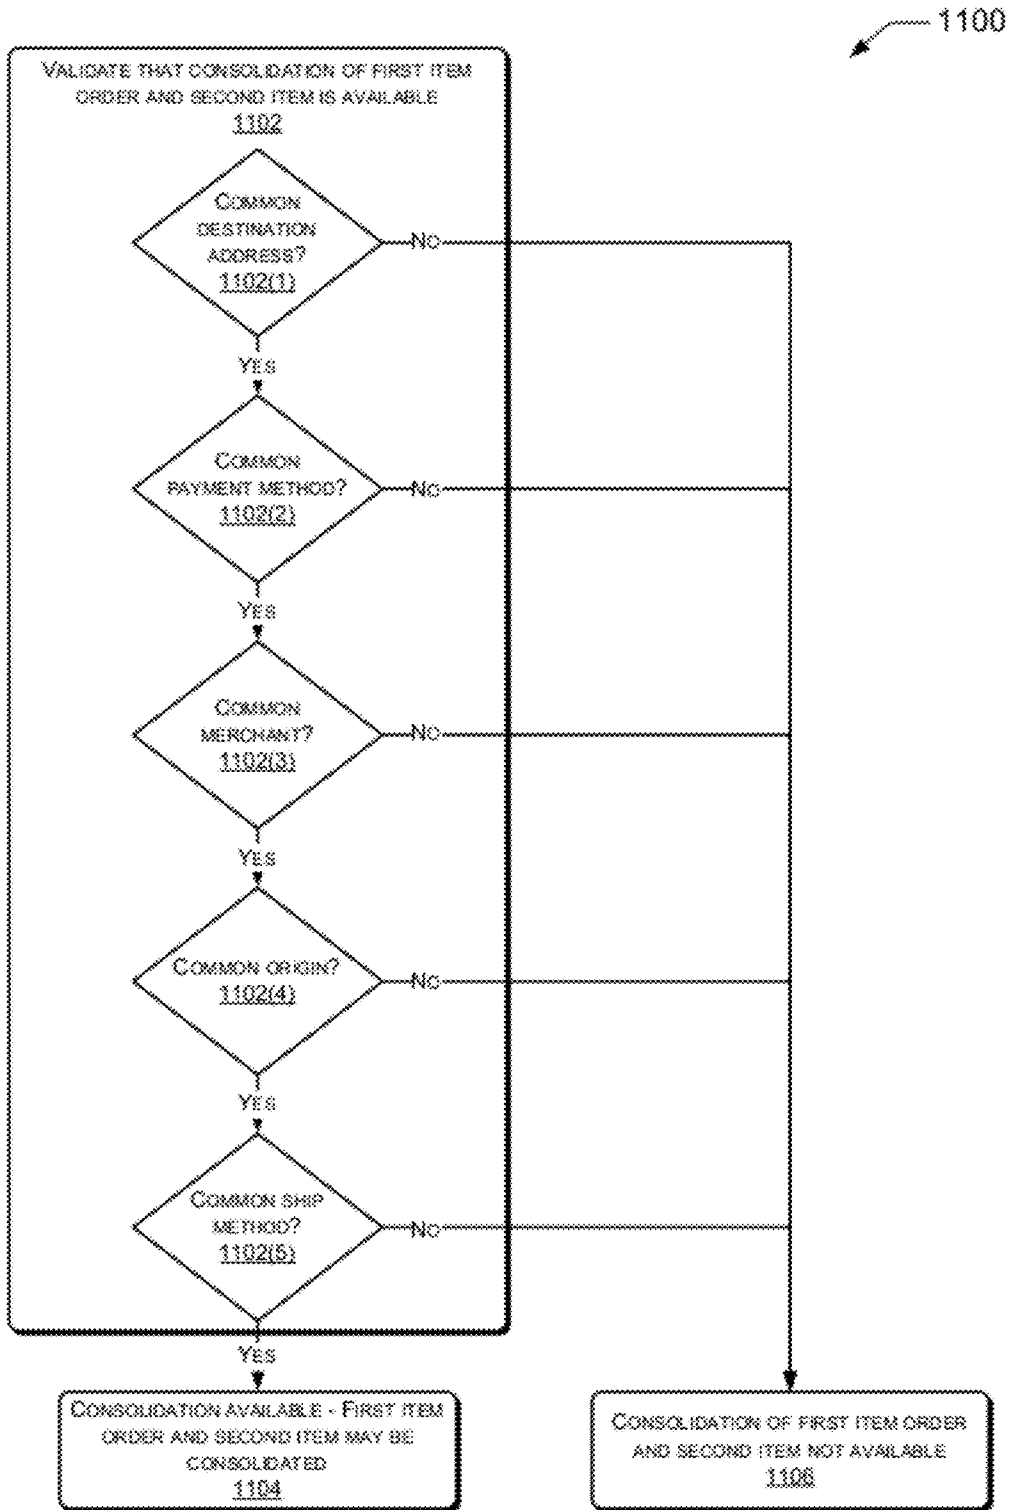 1100
VALIDATE THAT CONSOLIDATION OF FIRST ITEM
ORDER AND SECOND ITEM IS AVAILABLE
1102
COMMON
DESTINATION
ADDRESS?
1102(1)
NO
YES
COMMON
PAYMENT METHOD?
1102(2)
NO
YES
COMMON
MERCHANT?
1102(3)
NO
YES
COMMON ORIGIN?
1102(4)
NO
YES
COMMON SHIP
METHOD?
1102(5)
NO
YES
CONSOLIDATION AVAILABLE - FIRST ITEM
ORDER AND SECOND ITEM MAY BE
CONSOLIDATED
1104
CONSOLIDATION OF FIRST ITEM ORDER
AND SECOND ITEM NOT AVAILABLE
1106